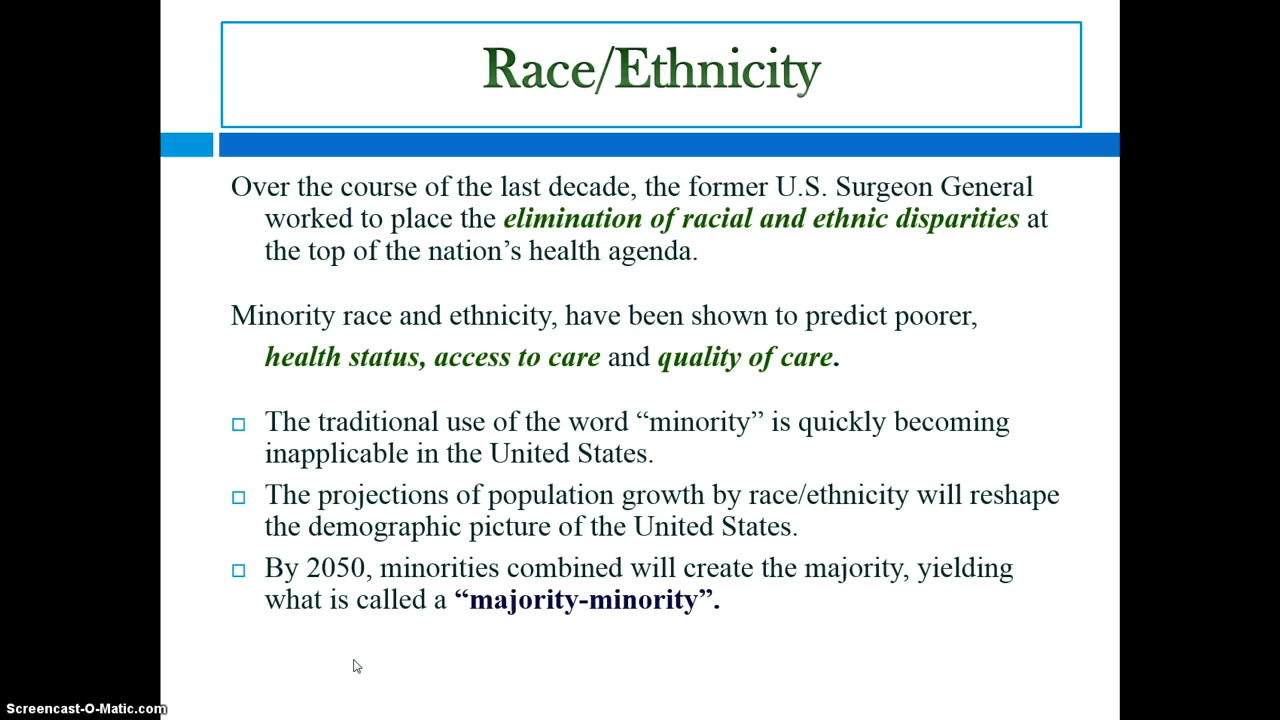 Race/Ethnicity
Over the course of the last decade, the former U.S. Surgeon General
worked to place the elimination of racial and ethnic disparities at
the top of the nation’s health agenda.
Minority race and ethnicity, have been shown to predict poorer,
health status, access to care and quality of care.
The traditional use of the word “minority” is quickly becoming
inapplicable in the United States.
The projections of population growth by race/ethnicity will reshape
the demographic picture of the United States.
By 2050, minorities combined will create the majority, yielding
what is called a “majority-minority”.
Screencast-O-Matic.com